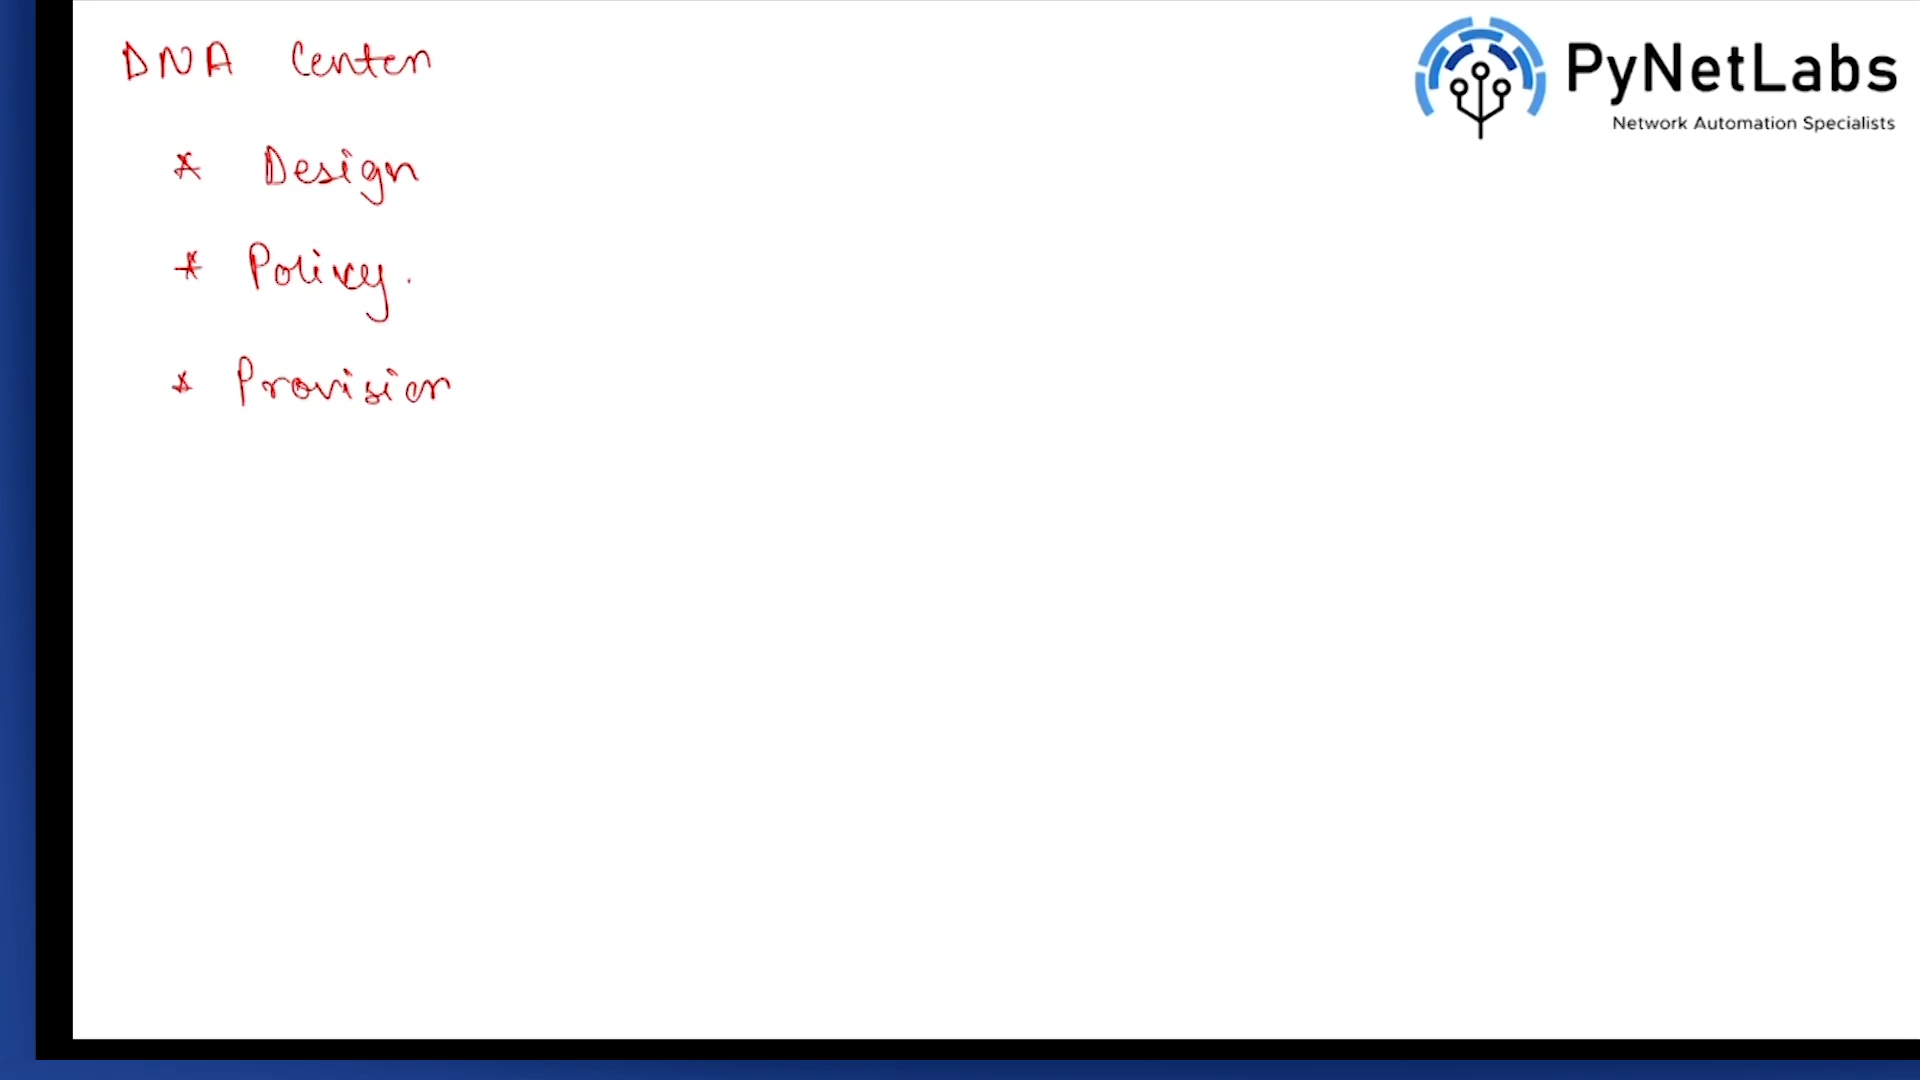 DNA Center
PyNetLabs
Network Automation Specialists
* Design
* Policy.
* Provision